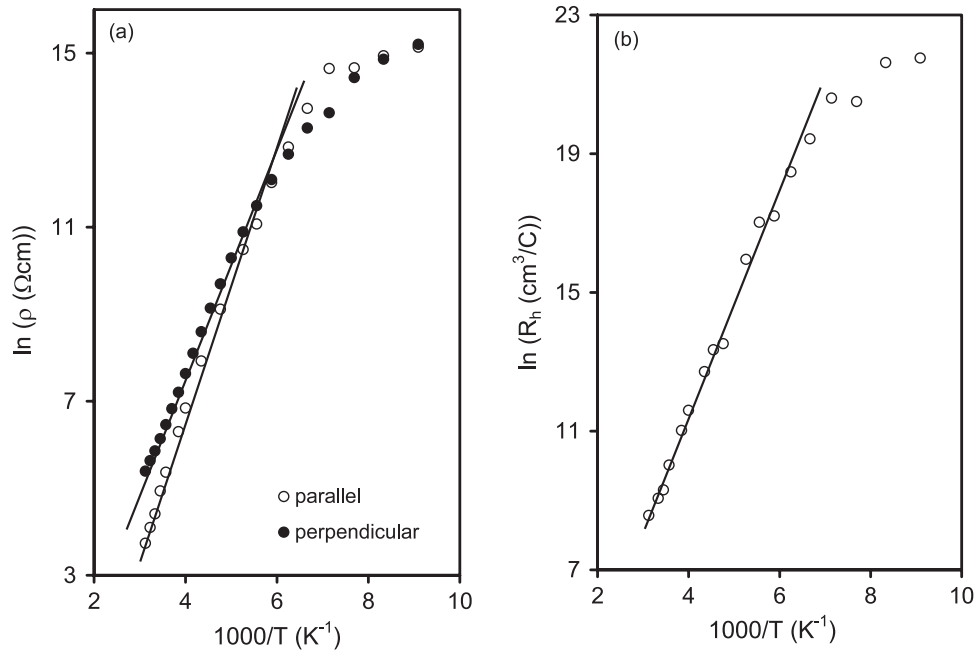 (a)
15
11
7
3
ln (ρ (Ωcm))
parallel
perpendicular
2 4 6 8 10
1000/T (K⁻¹)
(b)
23
19
15
11
7
ln (Rₕ (cm³/C))
2 4 6 8 10
1000/T (K⁻¹)